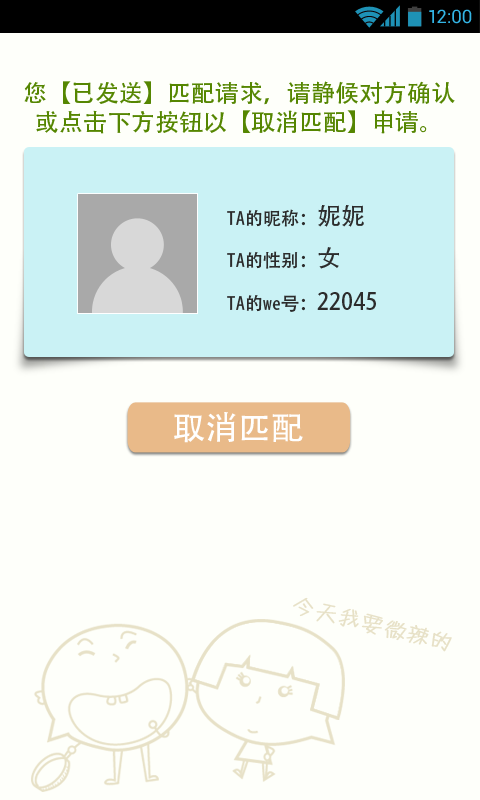 12:00
您【已发送】匹配请求，请静候对方确认
或点击下方按钮以【取消匹配】申请。
TA的昵称：妮妮
TA的性别：女
TA的we号：22045
取消匹配
今天我要微辣的